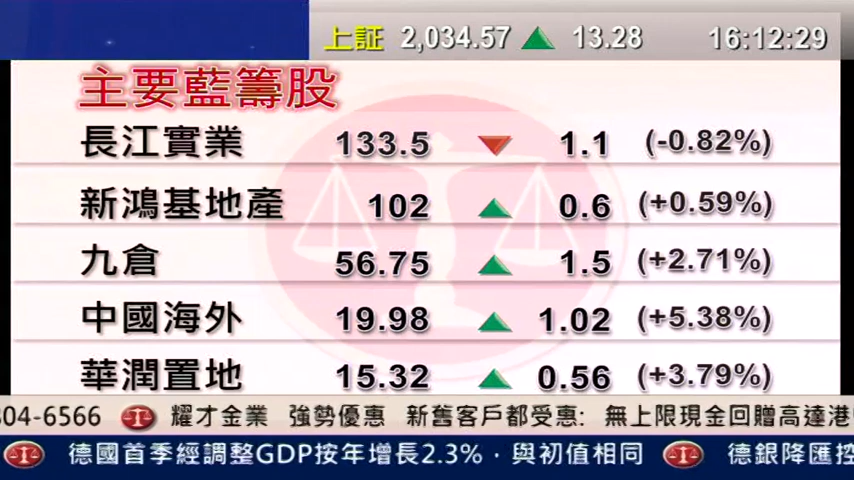 上証 2,034.57 ▲ 13.28 16:12:29
主要藍籌股
長江實業 133.5 ▼ 1.1 (-0.82%)
新鴻基地產 102 ▲ 0.6 (+0.59%)
九倉 56.75 ▲ 1.5 (+2.71%)
中國海外 19.98 ▲ 1.02 (+5.38%)
華潤置地 15.32 ▲ 0.56 (+3.79%)
804-6566 耀才金業 強勢優惠 新舊客戶都受惠: 無上限現金回贈高達港
德國首季經調整GDP按年增長2.3%，與初值相同 德銀降匯控